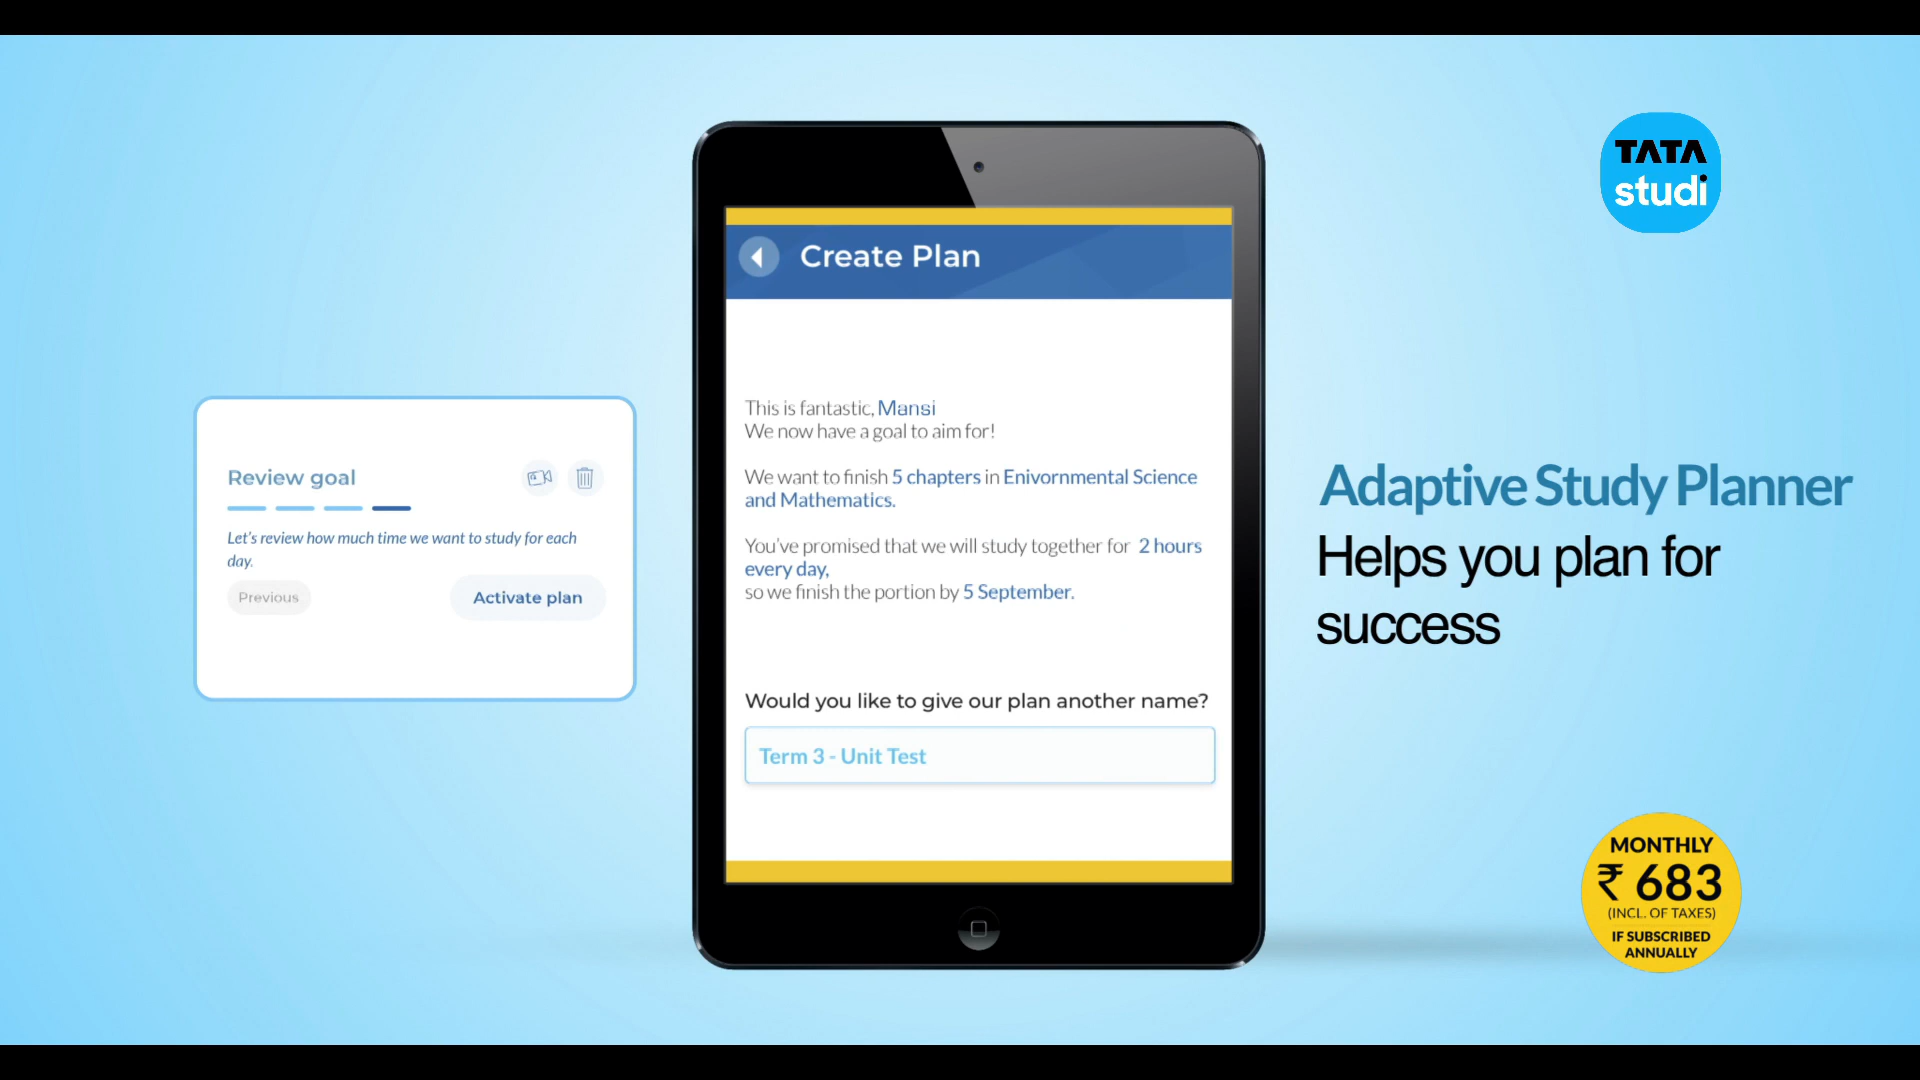 TATA
studi
Create Plan
This is fantastic, Mansi
We now have a goal to aim for!
We want to finish 5 chapters in Enivornmental Science
and Mathematics.
You've promised that we will study together for 2 hours
every day,
so we finish the portion by 5 September.
Would you like to give our plan another name?
Term 3 - Unit Test
Review goal
Let's review how much time we want to study for each
day.
Previous
Activate plan
Adaptive Study Planner
Helps you plan for
success
MONTHLY
₹ 683
(INCL. OF TAXES)
IF SUBSCRIBED
ANNUALLY